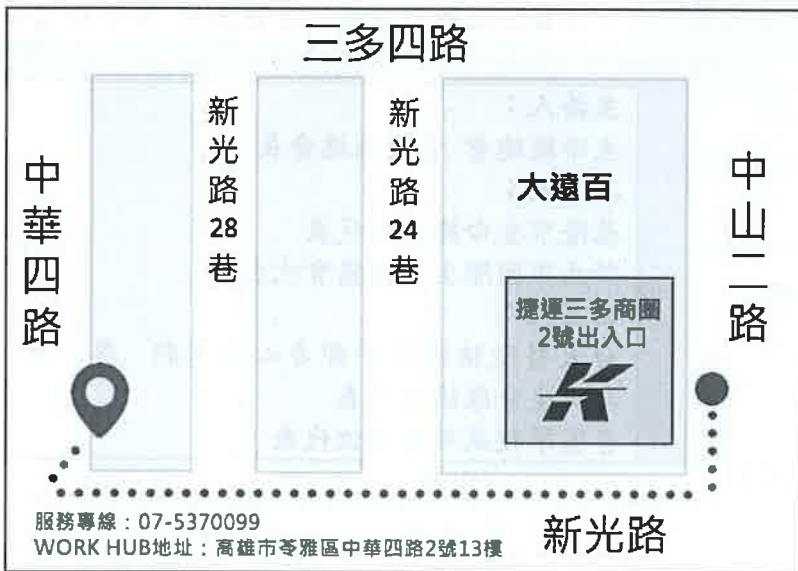 三多四路
中華四路
新光路28巷
新光路24巷
大遠百
中山二路
捷運三多商圈
2號出入口
服務專線：07-5370099
WORK HUB地址：高雄市苓雅區中華四路2號13樓
新光路